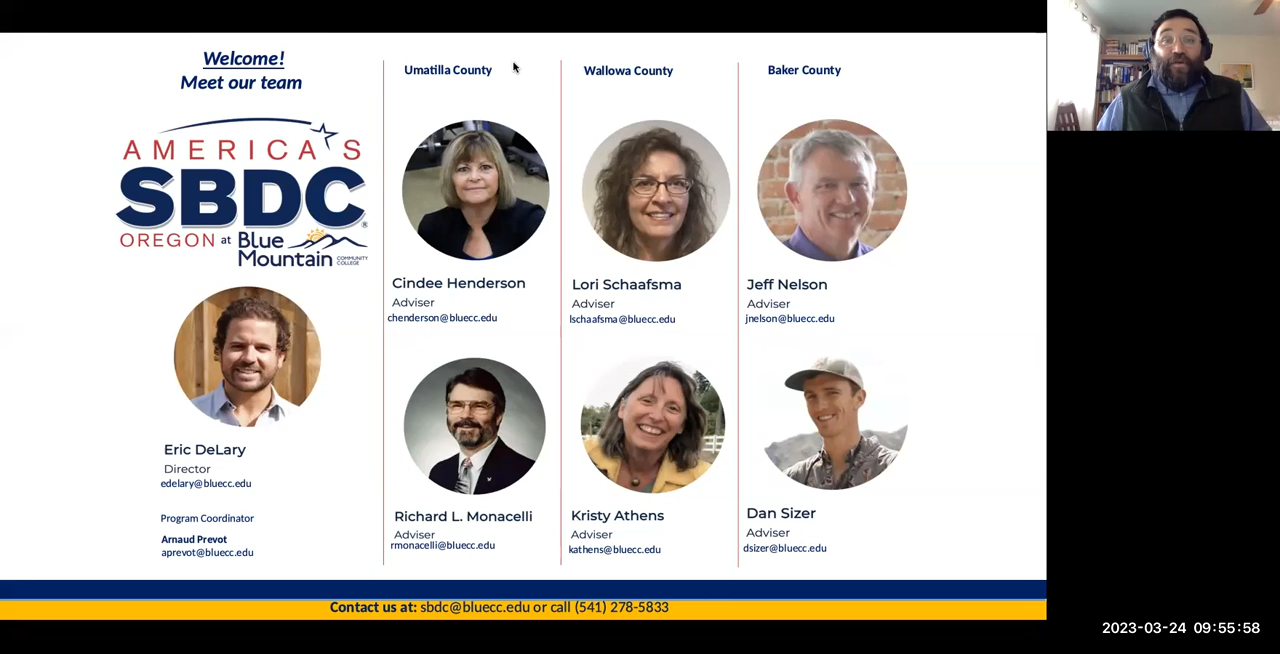 Welcome!
Meet our team
AMERICA'S
SBDC®
OREGON at Blue
Mountain COMMUNITY
COLLEGE
Eric DeLary
Director
edelary@bluecc.edu
Program Coordinator
Arnaud Prevot
aprevot@bluecc.edu
Umatilla County
Cindee Henderson
Adviser
chenderson@bluecc.edu
Richard L. Monacelli
Adviser
rmonacelli@bluecc.edu
Wallowa County
Lori Schaafsma
Adviser
lschaafsma@bluecc.edu
Kristy Athens
Adviser
kathens@bluecc.edu
Baker County
Jeff Nelson
Adviser
jnelson@bluecc.edu
Dan Sizer
Adviser
dsizer@bluecc.edu
Contact us at: sbdc@bluecc.edu or call (541) 278-5833
2023-03-24 09:55:58